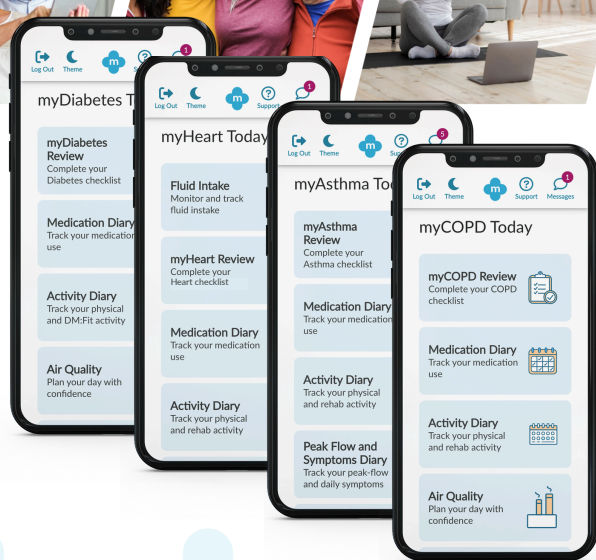 Log Out
Theme
m
myDiabetes T
myDiabetes
Review
Complete your
Diabetes checklist
Medication Diary
Track your medication
use
Activity Diary
Track your physical
and DM:Fit activity
Air Quality
Plan your day with
confidence
1
Log Out
Theme
m
Support
myHeart Today
Fluid Intake
Monitor and track
fluid instake
myHeart Review
Complete your
Heart checklist
Medication Diary
Track your medication
use
Activity Diary
Track your physical
and rehab activity
1
Log Out
Theme
m
Sup
myAsthma To
myAsthma
Review
Complete your
Asthma checklist
Medication Diary
Track your medication
use
Activity Diary
Track your physical
and rehab activity
Peak Flow and
Symptoms Diary
Track your peak-flow
and daily symptoms
5
Log Out
Theme
m
Support
Messages
1
myCOPD Today
myCOPD Review
Complete your COPD
checklist
Medication Diary
Track your medication
use
Activity Diary
Track your physical
and rehab activity
Air Quality
Plan your day with
confidence